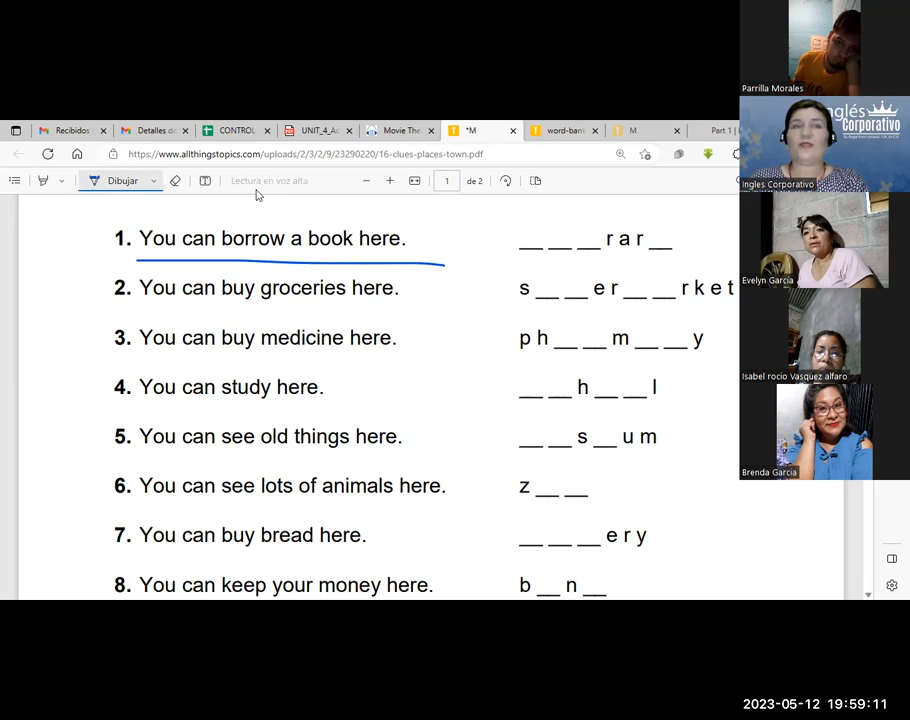 Recibidos
Detalles d
CONTROL
UNIT_4_A
Movie The
*M
word-ban
M
Part 1 |
https://www.allthingstopics.com/uploads/2/3/2/9/23290220/16-clues-places-town.pdf
Dibujar
Lectura en voz alta
1
de 2
1. You can borrow a book here. __ __ __ r a r __
2. You can buy groceries here. s __ __ e r __ __ r k e t
3. You can buy medicine here. p h __ __ m __ __ y
4. You can study here. __ __ h __ __ l
5. You can see old things here. __ __ s __ u m
6. You can see lots of animals here. z __ __
7. You can buy bread here. __ __ __ e r y
8. You can keep your money here. b __ n __
Parrilla Morales
Inglés
Corporativo
Ingles Corporativo
Evelyn García
Isabel rocio Vasquez alfaro
Brenda Garcia
2023-05-12 19:59:11